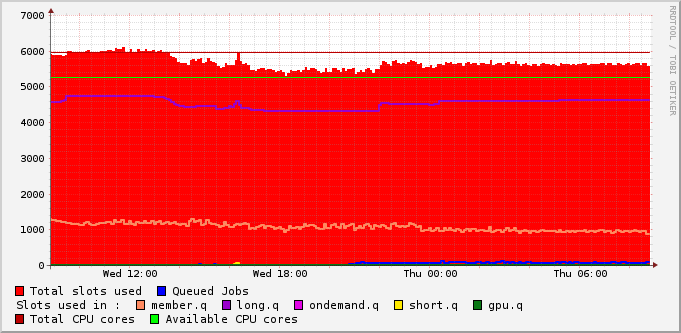 7000
6000
5000
4000
3000
2000
1000
0
Wed 12:00 Wed 18:00 Thu 00:00 Thu 06:00
RRDTOOL / TOBI OETIKER
Total slots used Queued Jobs
Slots used in : member.q long.q ondemand.q short.q gpu.q
Total CPU cores Available CPU cores